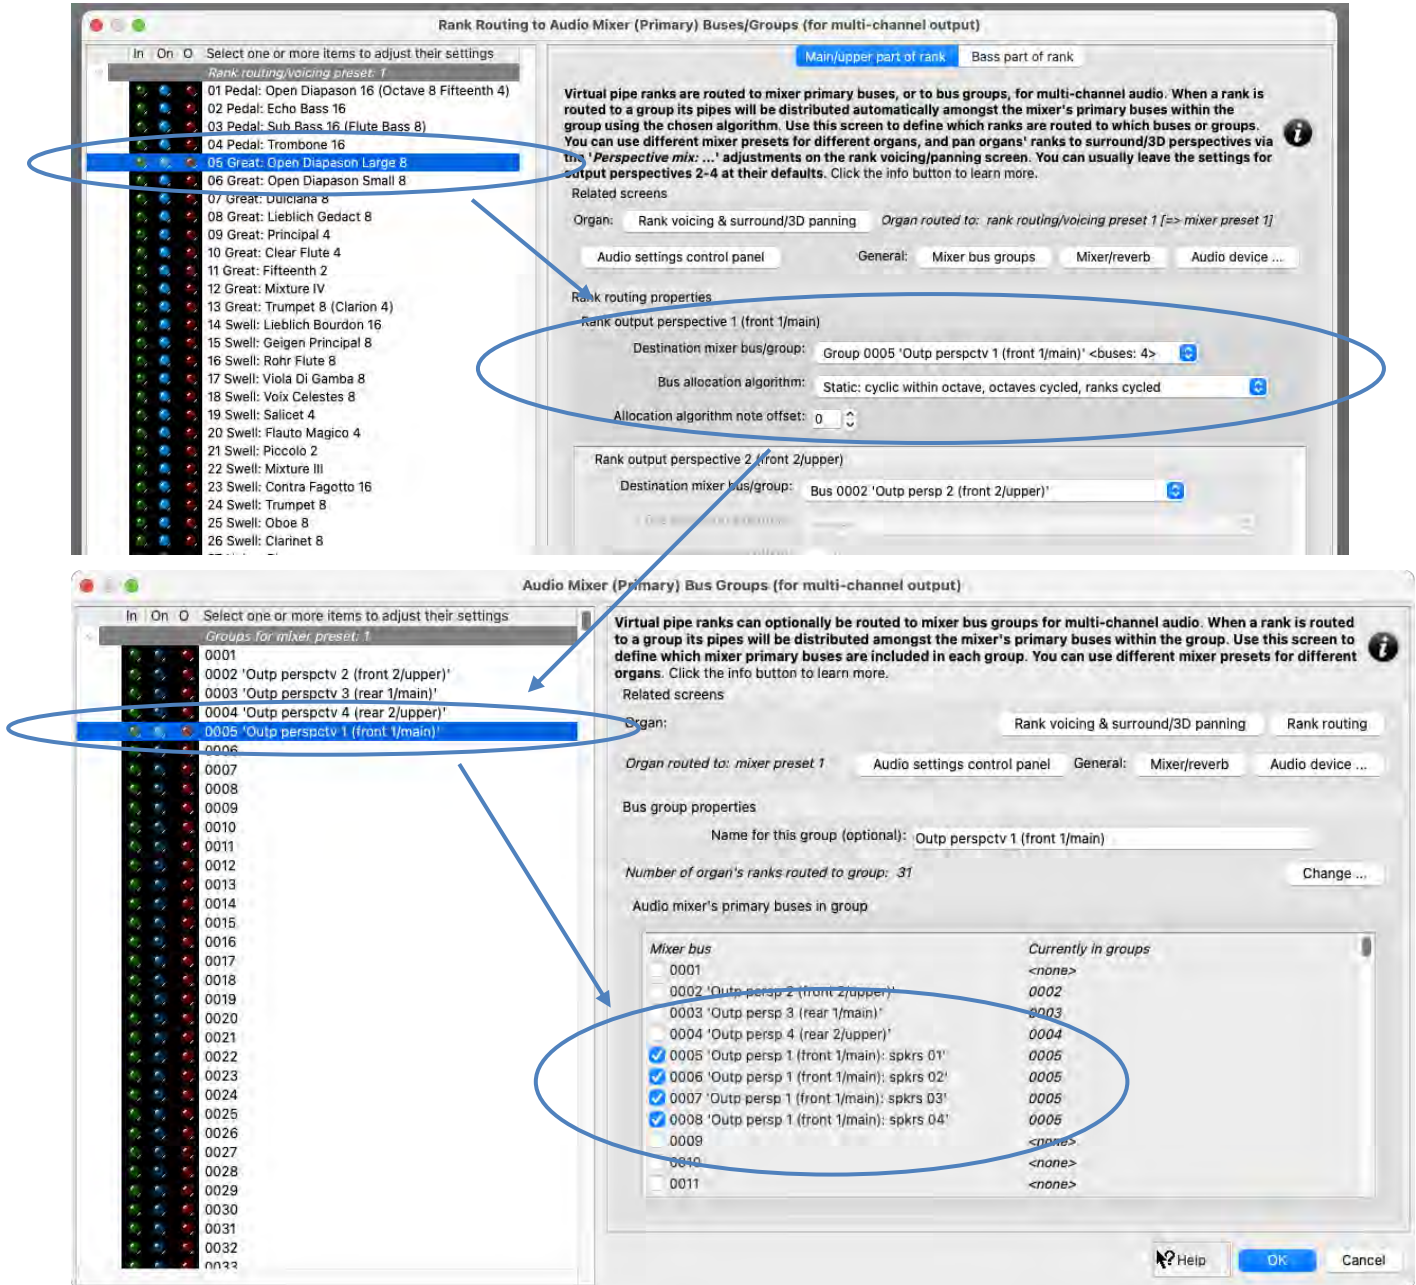 Rank Routing to Audio Mixer (Primary) Buses/Groups (for multi-channel output)
In On O Select one or more items to adjust their settings
Rank routing/voicing preset: 1
01 Pedal: Open Diapason 16 (Octave 8 Fifteenth 4)
02 Pedal: Echo Bass 16
03 Pedal: Sub Bass 16 (Flute Bass 8)
04 Pedal: Trombone 16
05 Great: Open Diapason Large 8
06 Great: Open Diapason Small 8
07 Great: Dulciana 8
08 Great: Lieblich Gedact 8
09 Great: Principal 4
10 Great: Clear Flute 4
11 Great: Fifteenth 2
12 Great: Mixture IV
13 Great: Trumpet 8 (Clarion 4)
14 Swell: Lieblich Bourdon 16
15 Swell: Geigen Principal 8
16 Swell: Rohr Flute 8
17 Swell: Viola Di Gamba 8
18 Swell: Voix Celestes 8
19 Swell: Salicet 4
20 Swell: Flauto Magico 4
21 Swell: Piccolo 2
22 Swell: Mixture III
23 Swell: Contra Fagotto 16
24 Swell: Trumpet 8
25 Swell: Oboe 8
26 Swell: Clarinet 8
Main/upper part of rank Bass part of rank
Virtual pipe ranks are routed to mixer primary buses, or to bus groups, for multi-channel audio. When a rank is
routed to a group its pipes will be distributed automatically amongst the mixer's primary buses within the
group using the chosen algorithm. Use this screen to define which ranks are routed to which buses or groups.
You can use different mixer presets for different organs, and pan organs' ranks to surround/3D perspectives via
the 'Perspective mix: ...' adjustments on the rank voicing/panning screen. You can usually leave the settings for
output perspectives 2-4 at their defaults. Click the info button to learn more.
Related screens
Organ: Rank voicing & surround/3D panning Organ routed to: rank routing/voicing preset 1 [=> mixer preset 1]
Audio settings control panel General: Mixer bus groups Mixer/reverb Audio device ...
Rank routing properties
Rank output perspective 1 (front 1/main)
Destination mixer bus/group: Group 0005 'Outp perspctv 1 (front 1/main)' <buses: 4>
Bus allocation algorithm: Static: cyclic within octave, octaves cycled, ranks cycled
Allocation algorithm note offset: 0
Rank output perspective 2 (front 2/upper)
Destination mixer bus/group: Bus 0002 'Outp persp 2 (front 2/upper)'
Audio Mixer (Primary) Bus Groups (for multi-channel output)
In On O Select one or more items to adjust their settings
Groups for mixer preset: 1
0001
0002 'Outp perspctv 2 (front 2/upper)'
0003 'Outp perspctv 3 (rear 1/main)'
0004 'Outp perspctv 4 (rear 2/upper)'
0005 'Outp perspctv 1 (front 1/main)'
0006
0007
0008
0009
0010
0011
0012
0013
0014
0015
0016
0017
0018
0019
0020
0021
0022
0023
0024
0025
0026
0027
0028
0029
0030
0031
0032
0033
Virtual pipe ranks can optionally be routed to mixer bus groups for multi-channel audio. When a rank is routed
to a group its pipes will be distributed amongst the mixer's primary buses within the group. Use this screen to
define which mixer primary buses are included in each group. You can use different mixer presets for different
organs. Click the info button to learn more.
Related screens
Organ: Rank voicing & surround/3D panning Rank routing
Organ routed to: mixer preset 1 Audio settings control panel General: Mixer/reverb Audio device ...
Bus group properties
Name for this group (optional): Outp perspctv 1 (front 1/main)
Number of organ's ranks routed to group: 31 Change ...
Audio mixer's primary buses in group
Mixer bus Currently in groups
0001 <none>
0002 'Outp persp 2 (front 2/upper)' 0002
0003 'Outp persp 3 (rear 1/main)' 0003
0004 'Outp persp 4 (rear 2/upper)' 0004
0005 'Outp persp 1 (front 1/main): spkrs 01' 0005
0006 'Outp persp 1 (front 1/main): spkrs 02' 0005
0007 'Outp persp 1 (front 1/main): spkrs 03' 0005
0008 'Outp persp 1 (front 1/main): spkrs 04' 0005
0009 <none>
0010 <none>
0011 <none>
Help OK Cancel